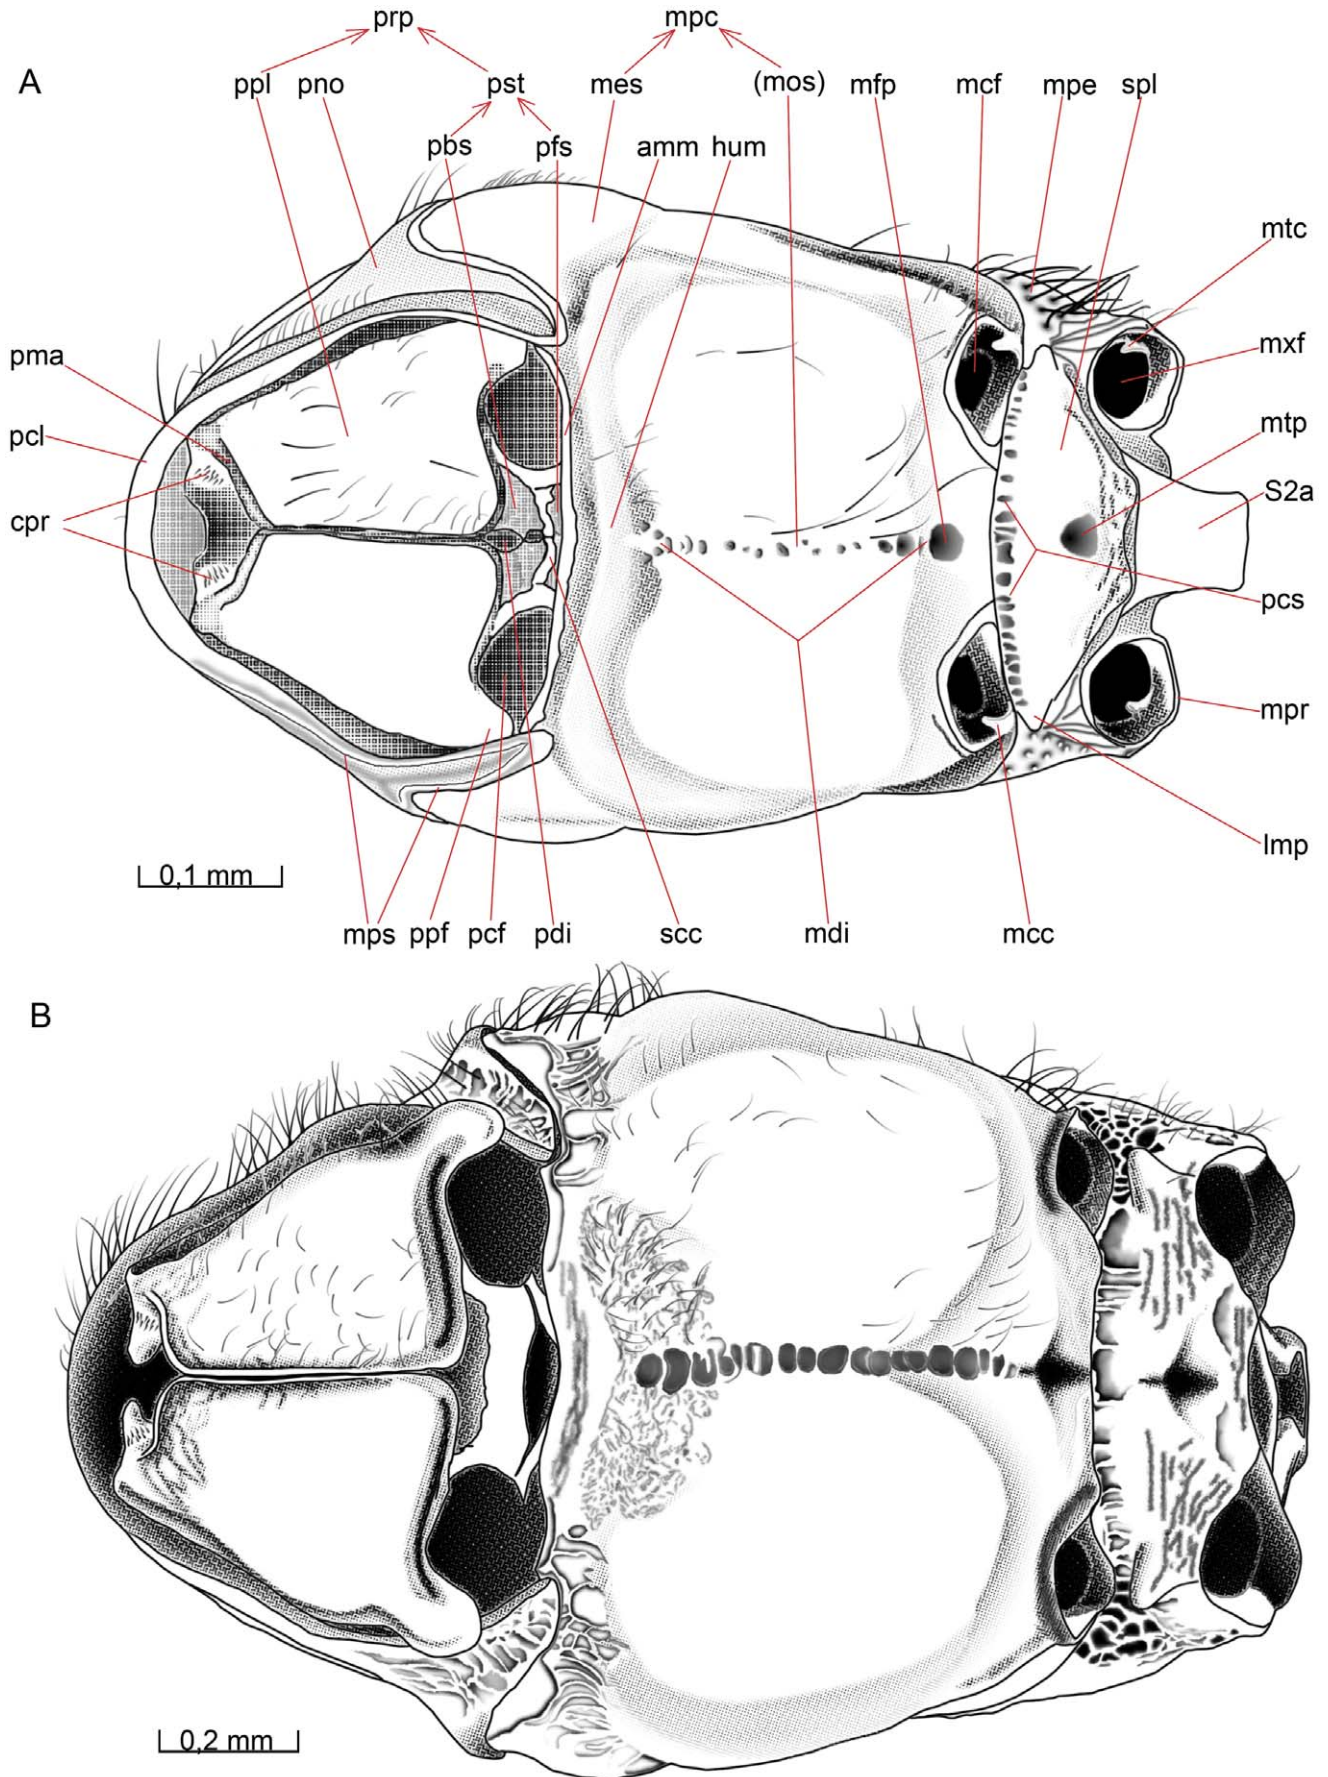 prp mpc
A ppl pno pst mes (mos) mfp mcf mpe spl
pbs pfs amm hum
mtc
pma mxf
pcl mtp
S2a
cpr
pcs
mpr
lmp
0,1 mm
mps ppf pcf pdi scc mdi mcc
B
0,2 mm